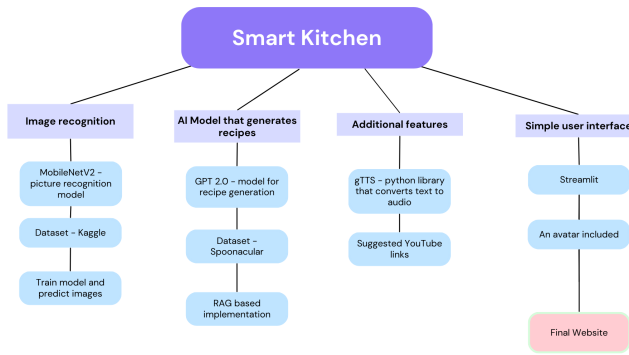 Smart Kitchen
Image recognition
MobileNetV2 -
picture recognition
model
Dataset - Kaggle
Train model and
predict images
AI Model that generates
recipes
GPT 2.0 - model for
recipe generation
Dataset -
Spoonacular
RAG based
implementation
Additional features
gTTS - python library
that converts text to
audio
Suggested YouTube
links
Simple user interface
Streamlit
An avatar included
Final Website